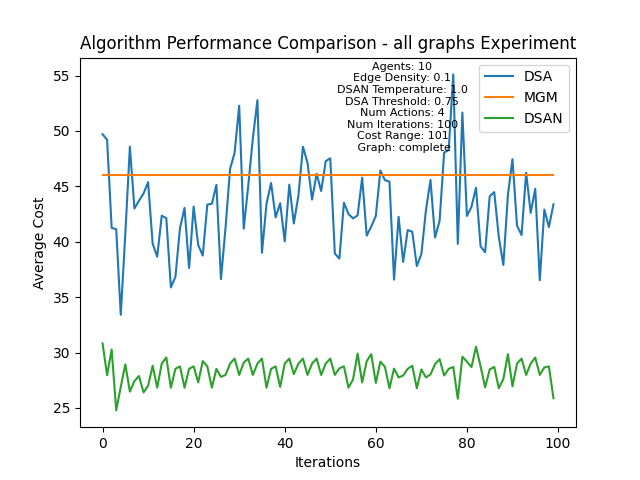 Algorithm Performance Comparison - all graphs Experiment
Agents: 10
Edge Density: 0.1
DSAN Temperature: 1.0
DSA Threshold: 0.75
Num Actions: 4
Num Iterations: 100
Cost Range: 101
Graph: complete
DSA
MGM
DSAN
Average Cost
55
50
45
40
35
30
25
0
20
40
60
80
100
Iterations